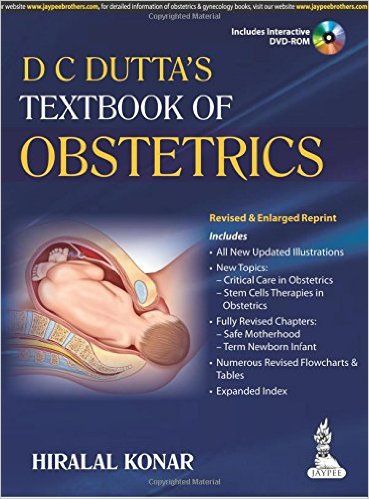 r website www.jaypeebrothers.com, for detailed information of obstetrics & gynecology books, visit our website www.jaypeebrothers.com
Includes Interactive
DVD-ROM
D C DUTTA'S
TEXTBOOK OF
OBSTETRICS
Revised & Enlarged Reprint
Includes
• All New Updated Illustrations
• New Topics:
– Critical Care in Obstetrics
– Stem Cells Therapies in
Obstetrics
• Fully Revised Chapters:
– Safe Motherhood
– Term Newborn Infant
• Numerous Revised Flowcharts &
Tables
• Expanded Index
HIRALAL KONAR
JAYPEE
Copyrighted Material